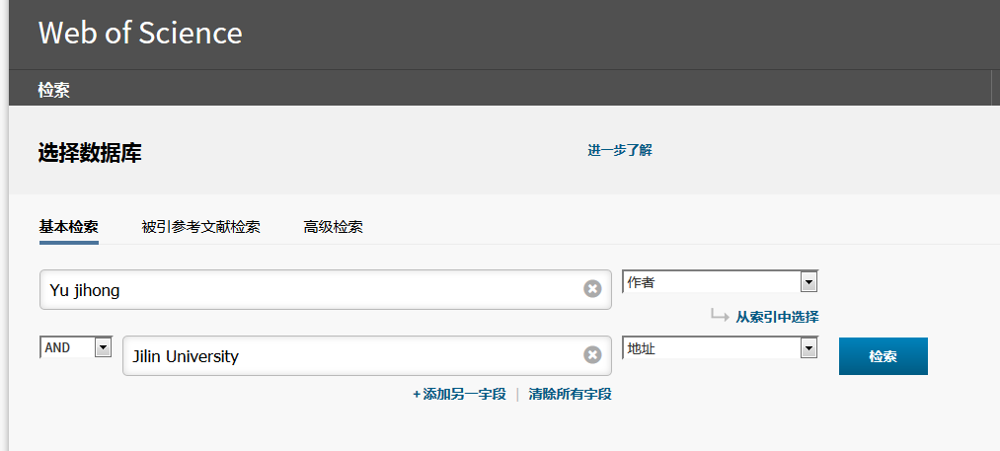 Web of Science
检索
选择数据库 进一步了解
基本检索 被引参考文献检索 高级检索
Yu jihong 作者
从索引中选择
AND Jilin University 地址 检索
+ 添加另一字段 | 清除所有字段